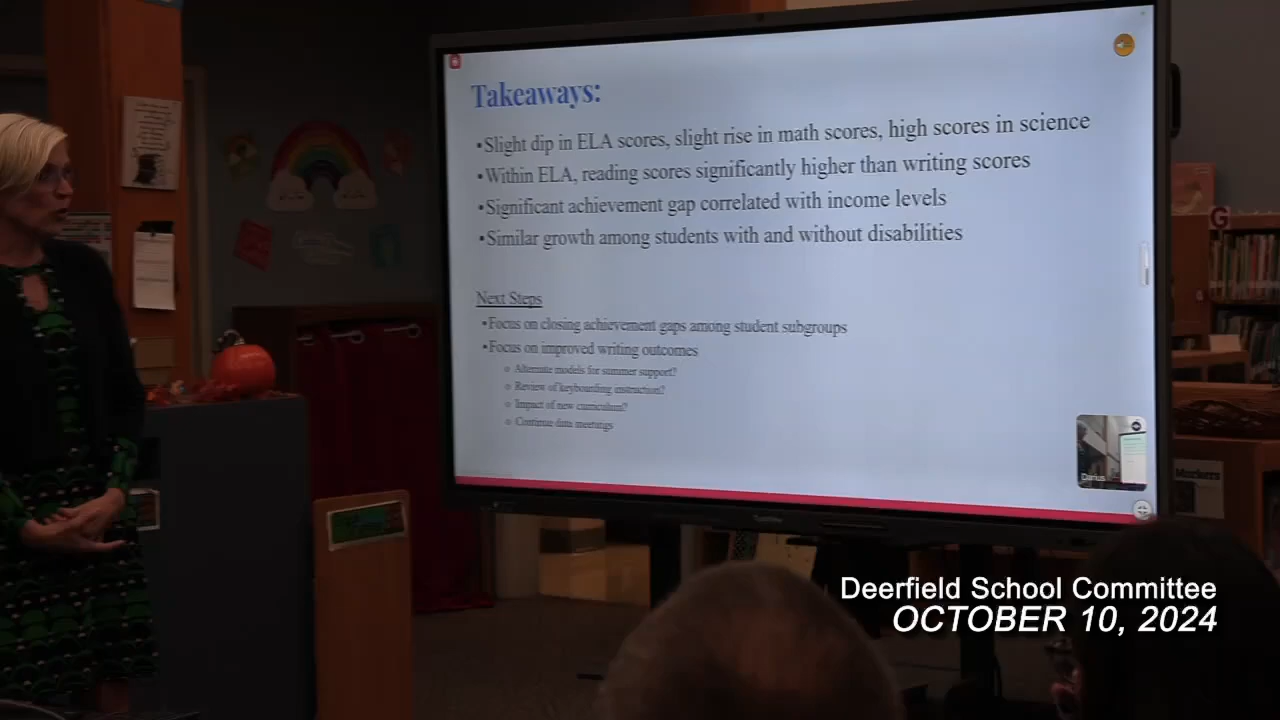 Takeaways:
•Slight dip in ELA scores, slight rise in math scores, high scores in science
•Within ELA, reading scores significantly higher than writing scores
•Significant achievement gap correlated with income levels
•Similar growth among students with and without disabilities
Next Steps
•Focus on closing achievement gaps among student subgroups
•Focus on improved writing outcomes
o Alternate models for summer support?
o Review of keyboarding instruction?
o Impact of new curriculum?
o Continue data meetings
Darius
G
Deerfield School Committee
OCTOBER 10, 2024